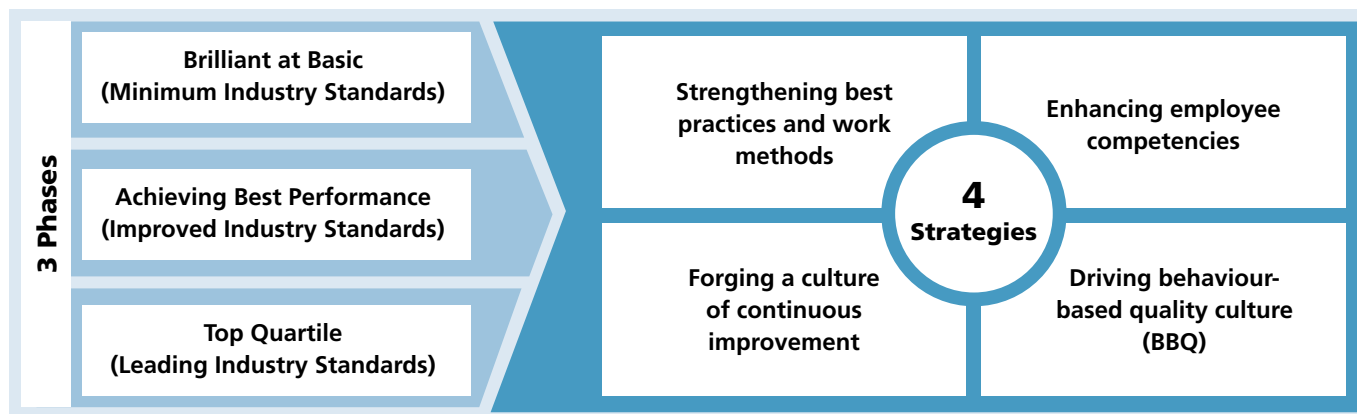 3 Phases
Brilliant at Basic
(Minimum Industry Standards)
Achieving Best Performance
(Improved Industry Standards)
Top Quartile
(Leading Industry Standards)
Strengthening best
practices and work
methods
Enhancing employee
competencies
4
Strategies
Forging a culture
of continuous
improvement
Driving behaviour-
based quality culture
(BBQ)